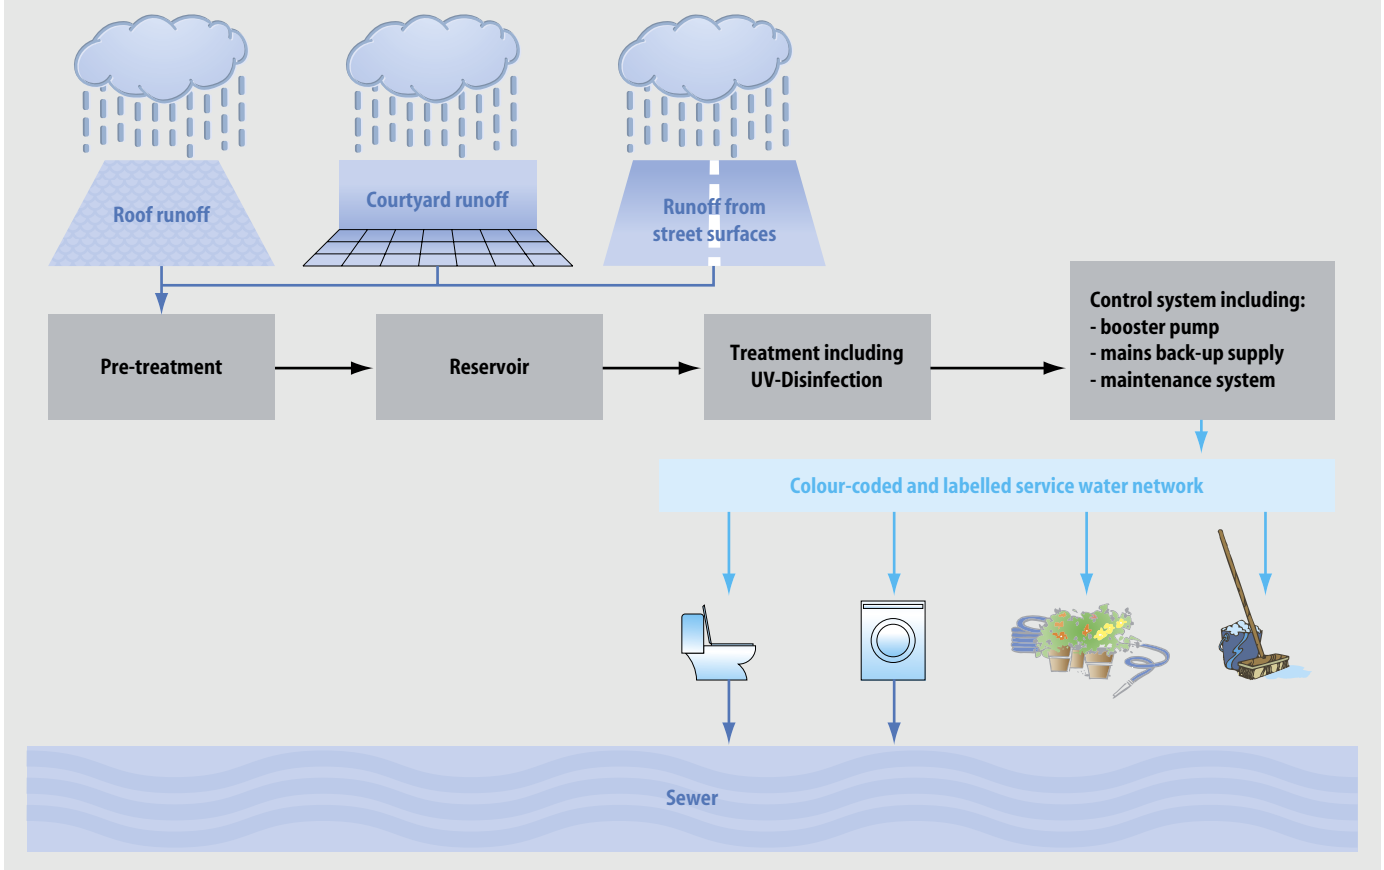 Roof runoff
Courtyard runoff
Runoff from
street surfaces
Pre-treatment
Reservoir
Treatment including
UV-Disinfection
Control system including:
- booster pump
- mains back-up supply
- maintenance system
Colour-coded and labelled service water network
Sewer